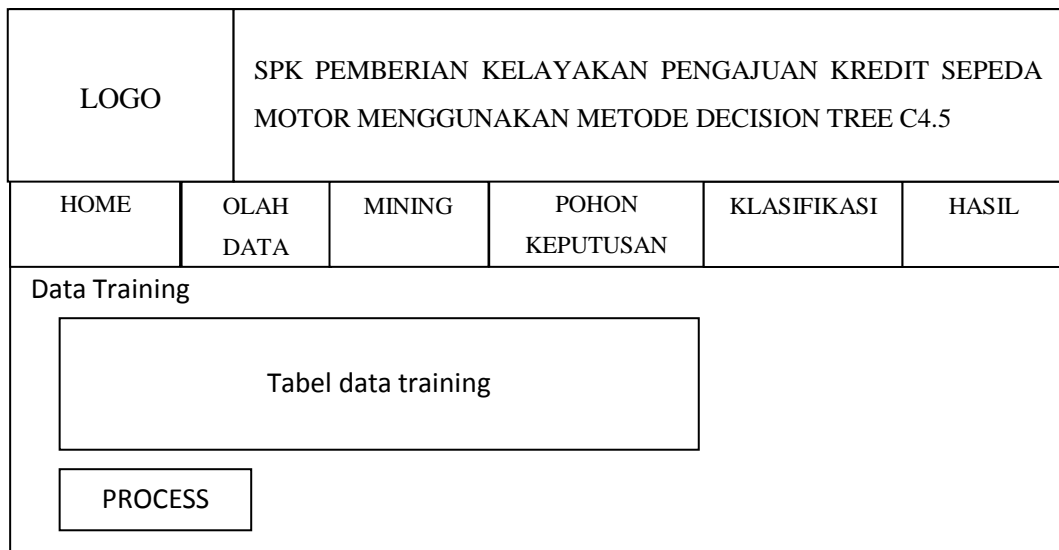 LOGO
SPK PEMBERIAN KELAYAKAN PENGAJUAN KREDIT SEPEDA
MOTOR MENGGUNAKAN METODE DECISION TREE C4.5
HOME
OLAH
DATA
MINING
POHON
KEPUTUSAN
KLASIFIKASI
HASIL
Data Training
Tabel data training
PROCESS